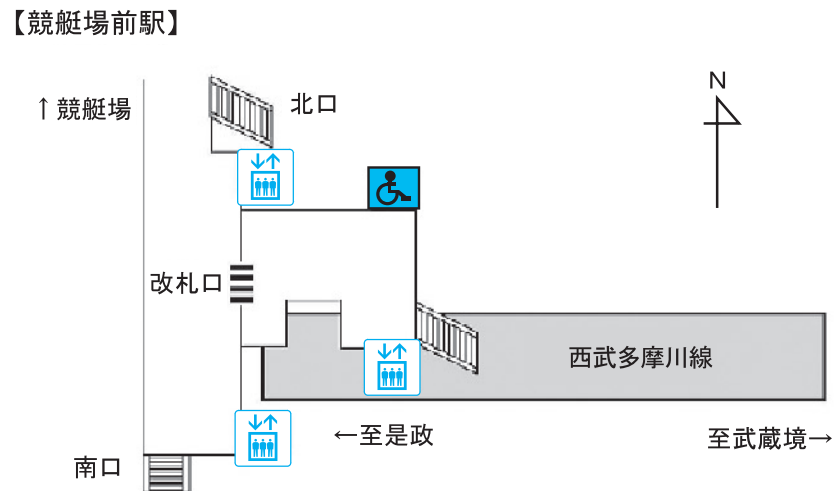 【競艇場前駅】
N
↑競艇場
北口
改札口
西武多摩川線
←至是政
至武蔵境→
南口